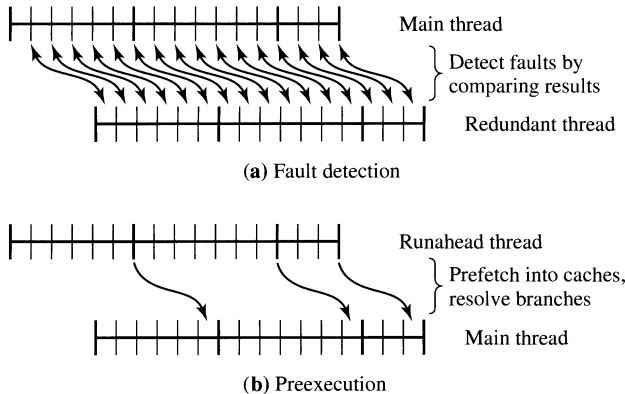 Main thread
Detect faults by
comparing results
Redundant thread
(a) Fault detection
Runahead thread
Prefetch into caches,
resolve branches
Main thread
(b) Preexecution